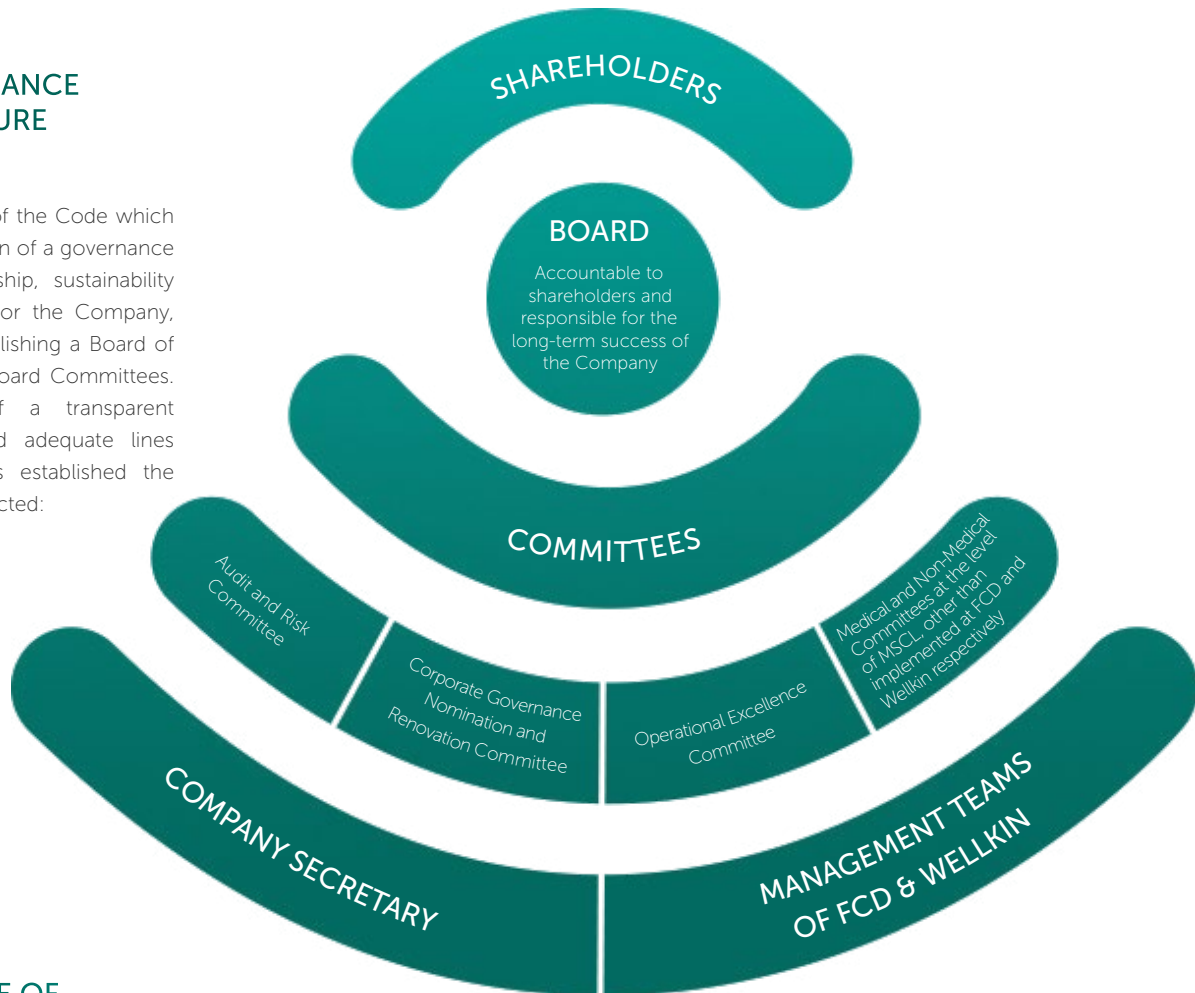 ANCE
URE
of the Code which
n of a governance
ship, sustainability
or the Company,
lishing a Board of
oard Committees.
f a transparent
d adequate lines
s established the
cted:
SHAREHOLDERS
BOARD
Accountable to
shareholders and
responsible for the
long-term success of
the Company
COMMITTEES
Audit and Risk
Committee
Corporate Governance
Nomination and
Renovation Committee
Operational Excellence
Committee
Medical and Non-Medical
Committees at the level
of MSCL, other than
implemented at FCD and
Wellkin respectively
COMPANY SECRETARY
MANAGEMENT TEAMS
OF FCD & WELLKIN
E OF